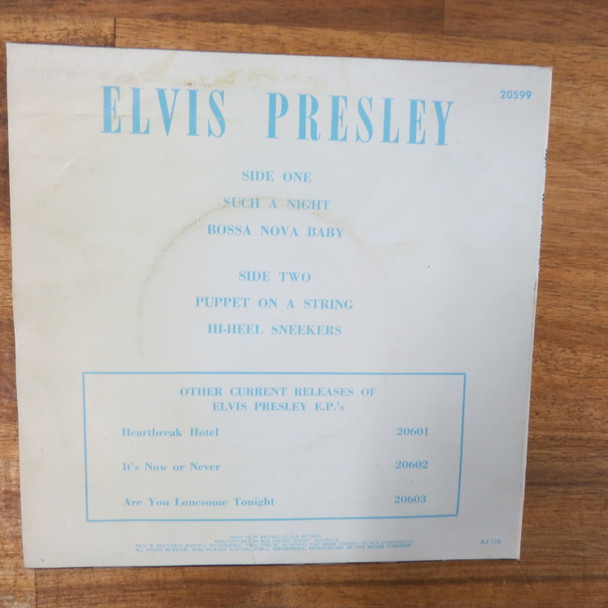 20599
ELVIS PRESLEY
SIDE ONE
SUCH A NIGHT
BOSSA NOVA BABY
SIDE TWO
PUPPET ON A STRING
HI-HEEL SNEEKERS
OTHER CURRENT RELEASES OF
ELVIS PRESLEY E.P.'s
Heartbreak Hotel 20601
It's Now or Never 20602
Are You Lonesome Tonight 20603